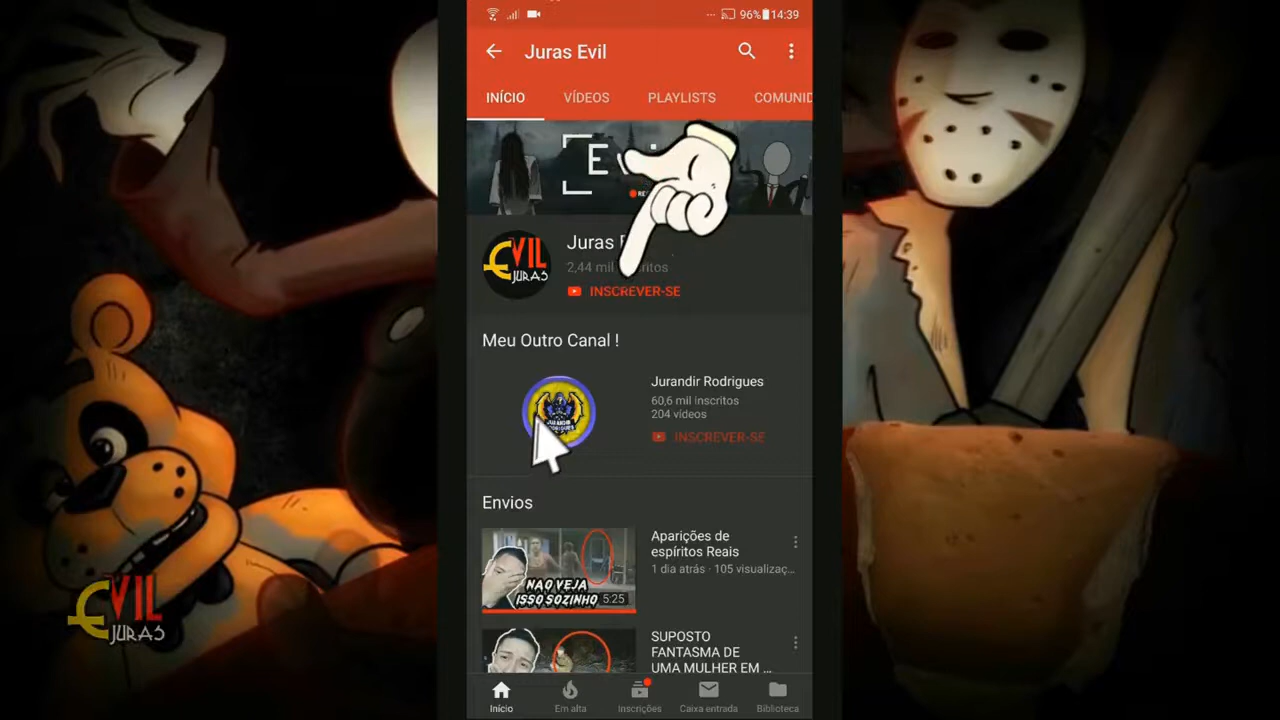 96% 14:39
Juras Evil
INÍCIO VÍDEOS PLAYLISTS COMUNID
E
EVIL
JURAS
Juras
2,44 mil
INSCREVER-SE
Meu Outro Canal !
Jurandir Rodrigues
60,6 mil inscritos
204 vídeos
INSCREVER-SE
JURANDIR
RODRIGUES
Envios
NAO VEJA
ISSO SOZINHO
5:25
Aparições de
espíritos Reais
1 dia atrás · 105 visualizaç...
SUPOSTO
FANTASMA DE
UMA MULHER EM ...
EVIL
JURAS
Início Em alta Inscrições Caixa entrada Biblioteca